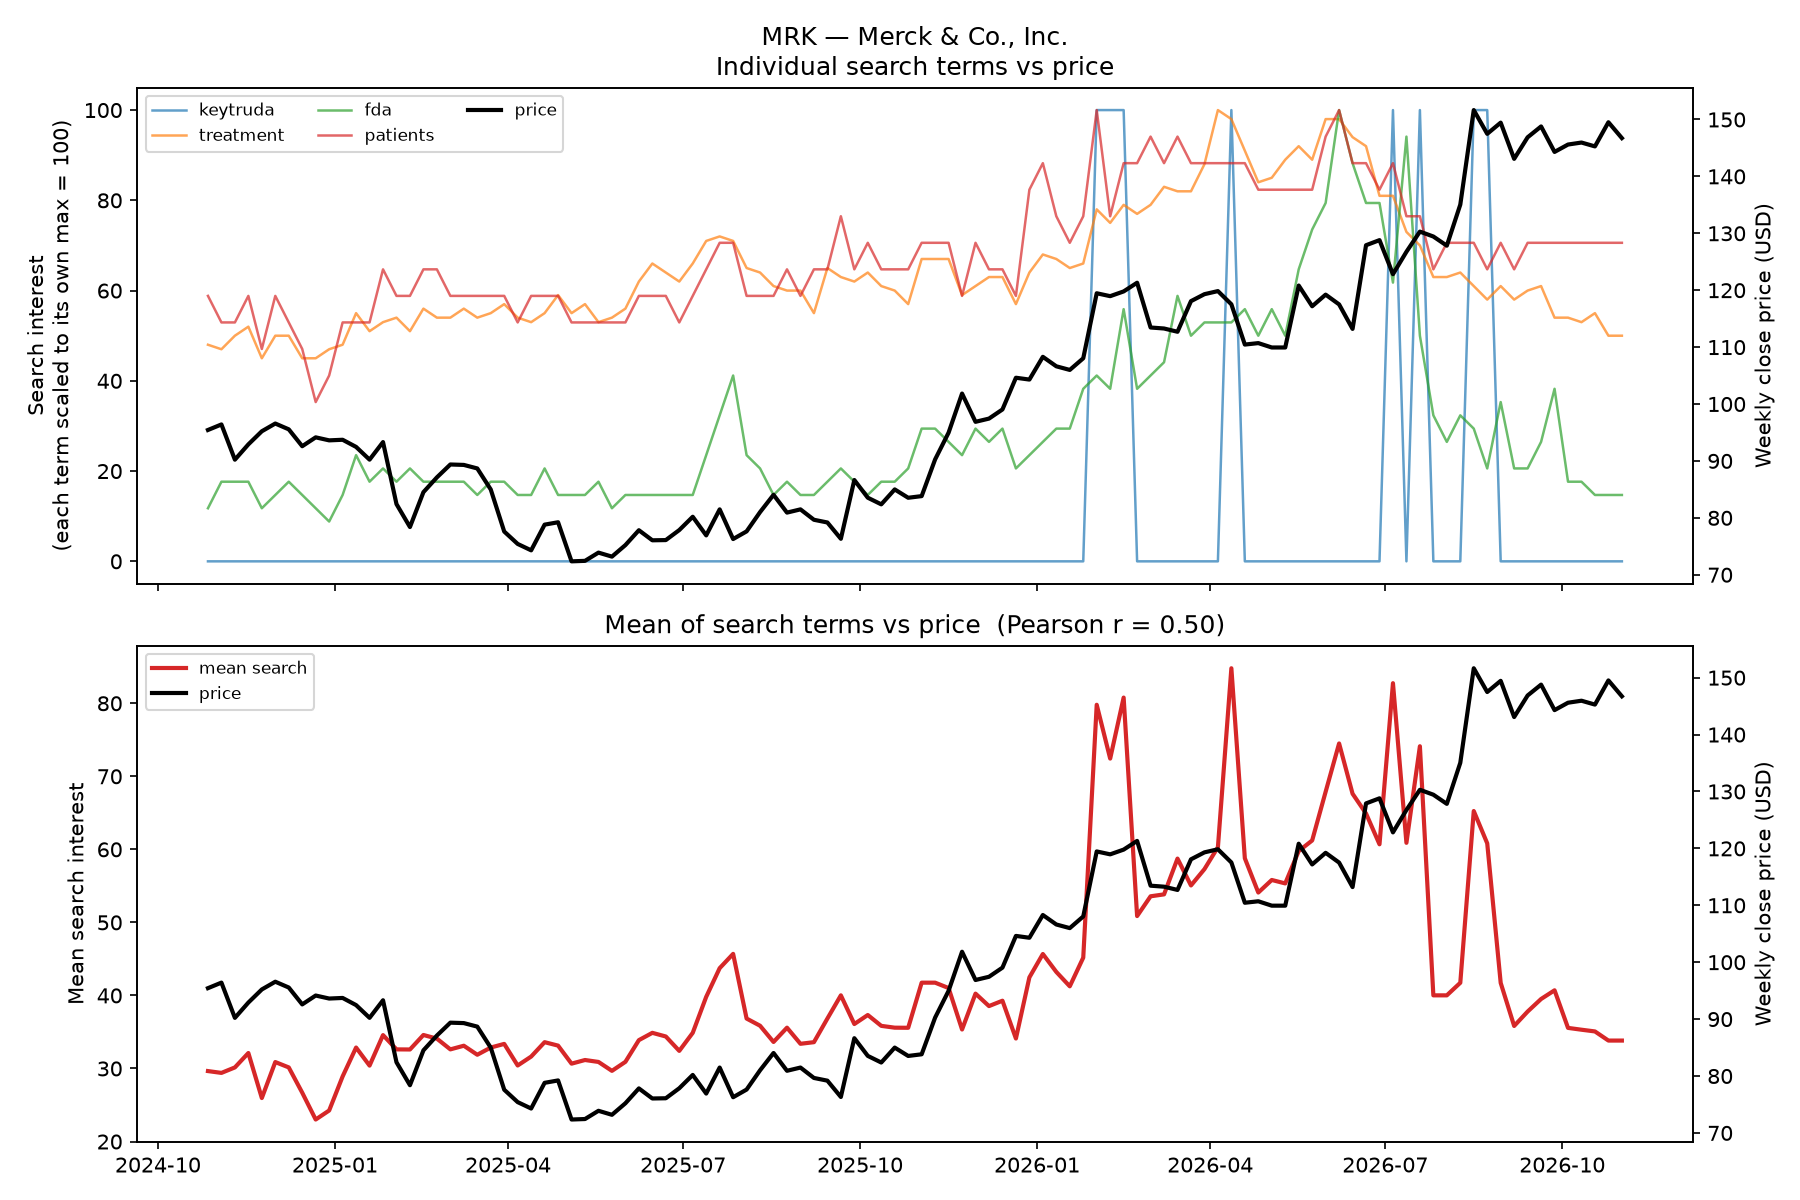 MRK — Merck & Co., Inc.
Individual search terms vs price
keytruda
treatment
fda
patients
price
Search interest
(each term scaled to its own max = 100)
100
80
60
40
20
0
Weekly close price (USD)
150
140
130
120
110
100
90
80
70
Mean of search terms vs price (Pearson r = 0.50)
mean search
price
Mean search interest
80
70
60
50
40
30
20
Weekly close price (USD)
150
140
130
120
110
100
90
80
70
2024-10 2025-01 2025-04 2025-07 2025-10 2026-01 2026-04 2026-07 2026-10